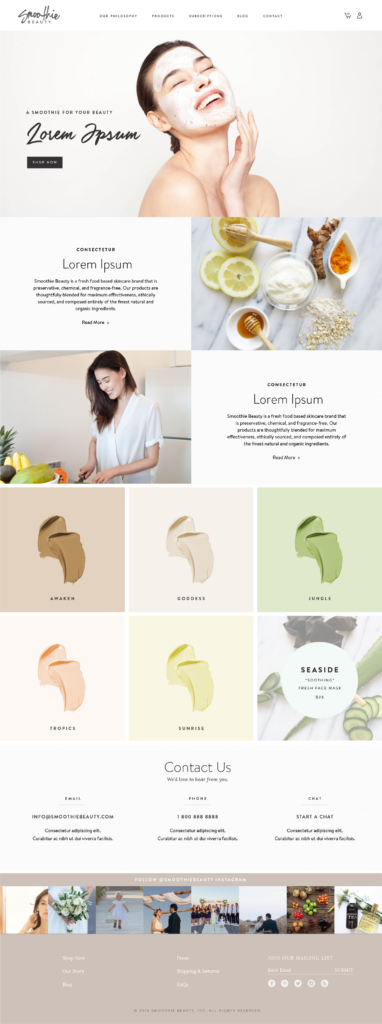 Smoothie
BEAUTY
OUR PHILOSOPHY
PRODUCTS
SUBSCRIPTIONS
BLOG
CONTACT
A SMOOTHIE FOR YOUR BEAUTY
Lorem Ipsum
SHOP NOW
CONSECTETUR
Lorem Ipsum
Smoothie Beauty is a fresh food based skincare brand that is
preservative, chemical, and fragrance-free. Our products are
thoughtfully blended for maximum effectiveness, ethically
sourced, and composed entirely of the finest natural and
organic ingredients.
Read More »
CONSECTETUR
Lorem Ipsum
Smoothie Beauty is a fresh food based skincare brand that
is preservative, chemical, and fragrance-free. Our
products are thoughtfully blended for maximum
effectiveness, ethically sourced, and composed entirely of
the finest natural and organic ingredients.
Read More »
AWAKEN
GODDESS
JUNGLE
TROPICS
SUNRISE
SEASIDE
"SOOTHING"
FRESH FACE MASK
Contact Us
We'd love to hear from you.
EMAIL
PHONE
CHAT
INFO@SMOOTHIEBEAUTY.COM
1 800 888 8888
START A CHAT
Consectetur adipiscing elit.
Curabitur ac nibh ut dui viverra facilisis.
Consectetur adipiscing elit.
Curabitur ac nibh ut dui viverra facilisis.
Consectetur adipiscing elit.
Curabitur ac nibh ut dui viverra facilisis.
FOLLOW @SMOOTHIEBEAUTY INSTAGRAM
Shop Now
Press
JOIN OUR MAILING LIST
Our Story
Shipping & Returns
Enter Email
SUBMIT
Blog
FAQs
SMOOTHIE BEAUTY, INC. ALL RIGHTS RESERVED